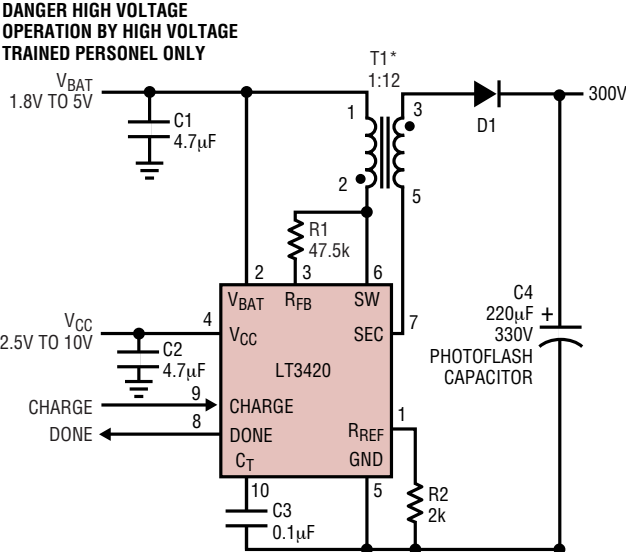 DANGER HIGH VOLTAGE
OPERATION BY HIGH VOLTAGE
TRAINED PERSONEL ONLY
T1*
1:12
VBAT
1.8V TO 5V
C1
4.7µF
1
3
D1
300V
2
5
R1
47.5k
2
3
6
VBAT
RFB
SW
C4
220µF
+
330V
PHOTOFLASH
CAPACITOR
VCC
2.5V TO 10V
4
VCC
SEC
7
C2
4.7µF
LT3420
CHARGE
9
CHARGE
DONE
8
DONE
RREF
1
CT
GND
10
5
C3
0.1µF
R2
2k